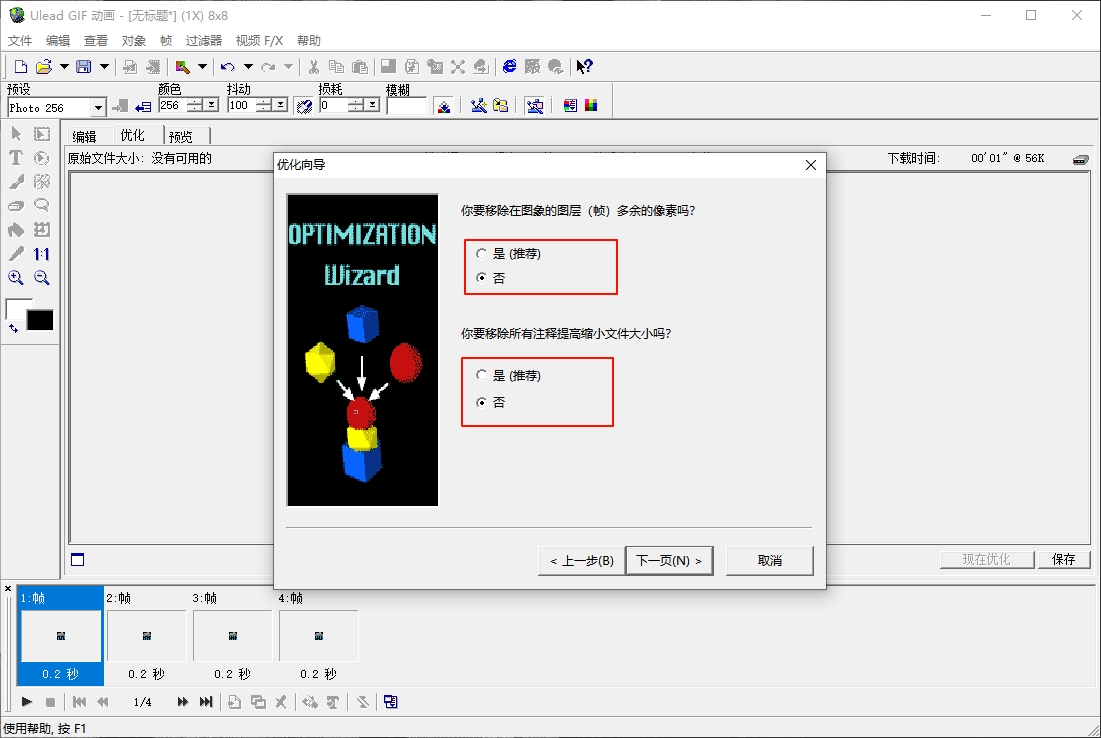 Ulead GIF 动画 - [无标题*] (1X) 8x8
文件 编辑 查看 对象 帧 过滤器 视频 F/X 帮助
预设 颜色 抖动 损耗 模糊
Photo 256 256 100 0
编辑 优化 预览
原始文件大小: 没有可用的 下载时间: 00'01" @ 56K
优化向导
OPTIMIZATION
Wizard
你要移除在图象的图层（帧）多余的像素吗?
是 (推荐)
否
你要移除所有注释提高缩小文件大小吗?
是 (推荐)
否
< 上一步(B) 下一页(N) > 取消
1:1
现在优化 保存
1:帧 2:帧 3:帧 4:帧
0.2 秒 0.2 秒 0.2 秒 0.2 秒
1/4
使用帮助, 按 F1